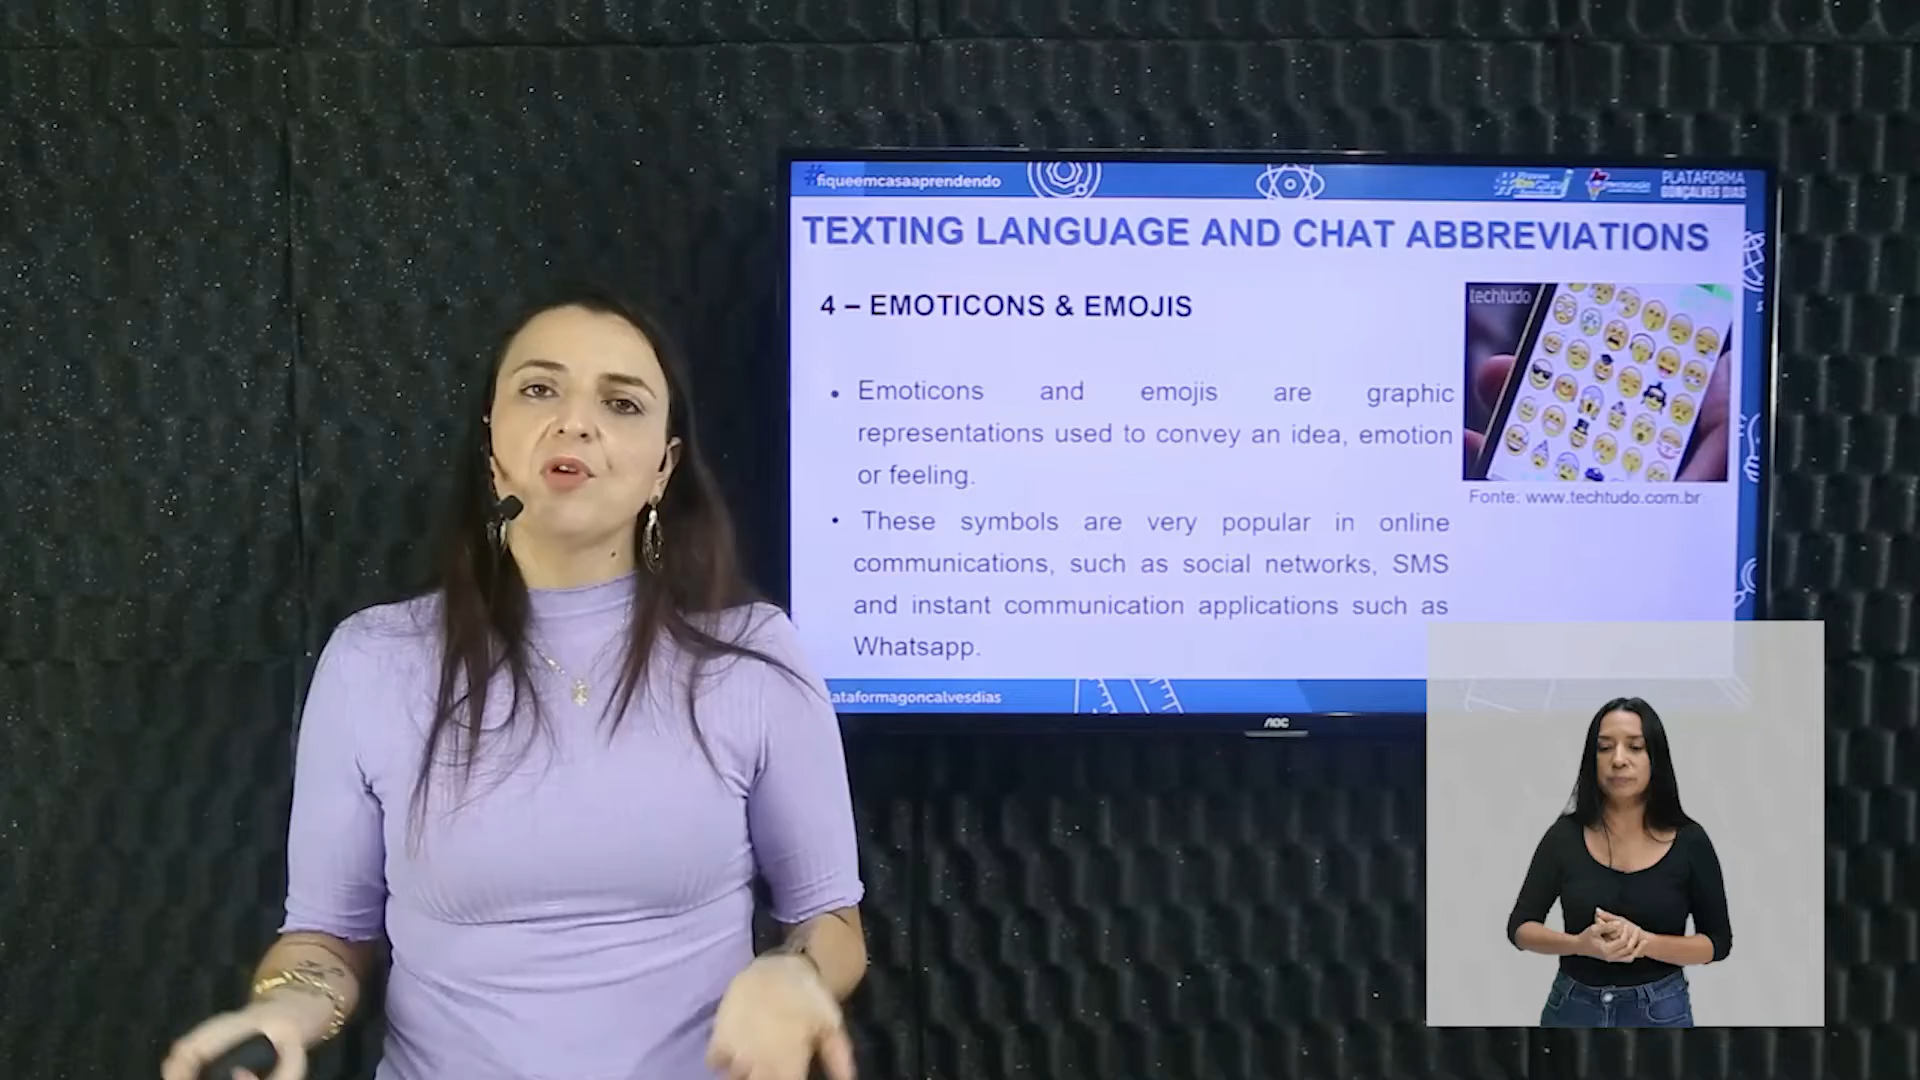 #fiqueemcasaaprendendo
PLATAFORMA
GONÇALVES DIAS
TEXTING LANGUAGE AND CHAT ABBREVIATIONS
4 – EMOTICONS & EMOJIS
techtudo
• Emoticons and emojis are graphic
representations used to convey an idea, emotion
or feeling.
Fonte: www.techtudo.com.br
• These symbols are very popular in online
communications, such as social networks, SMS
and instant communication applications such as
Whatsapp.
lataformagoncalvesdias
AOC